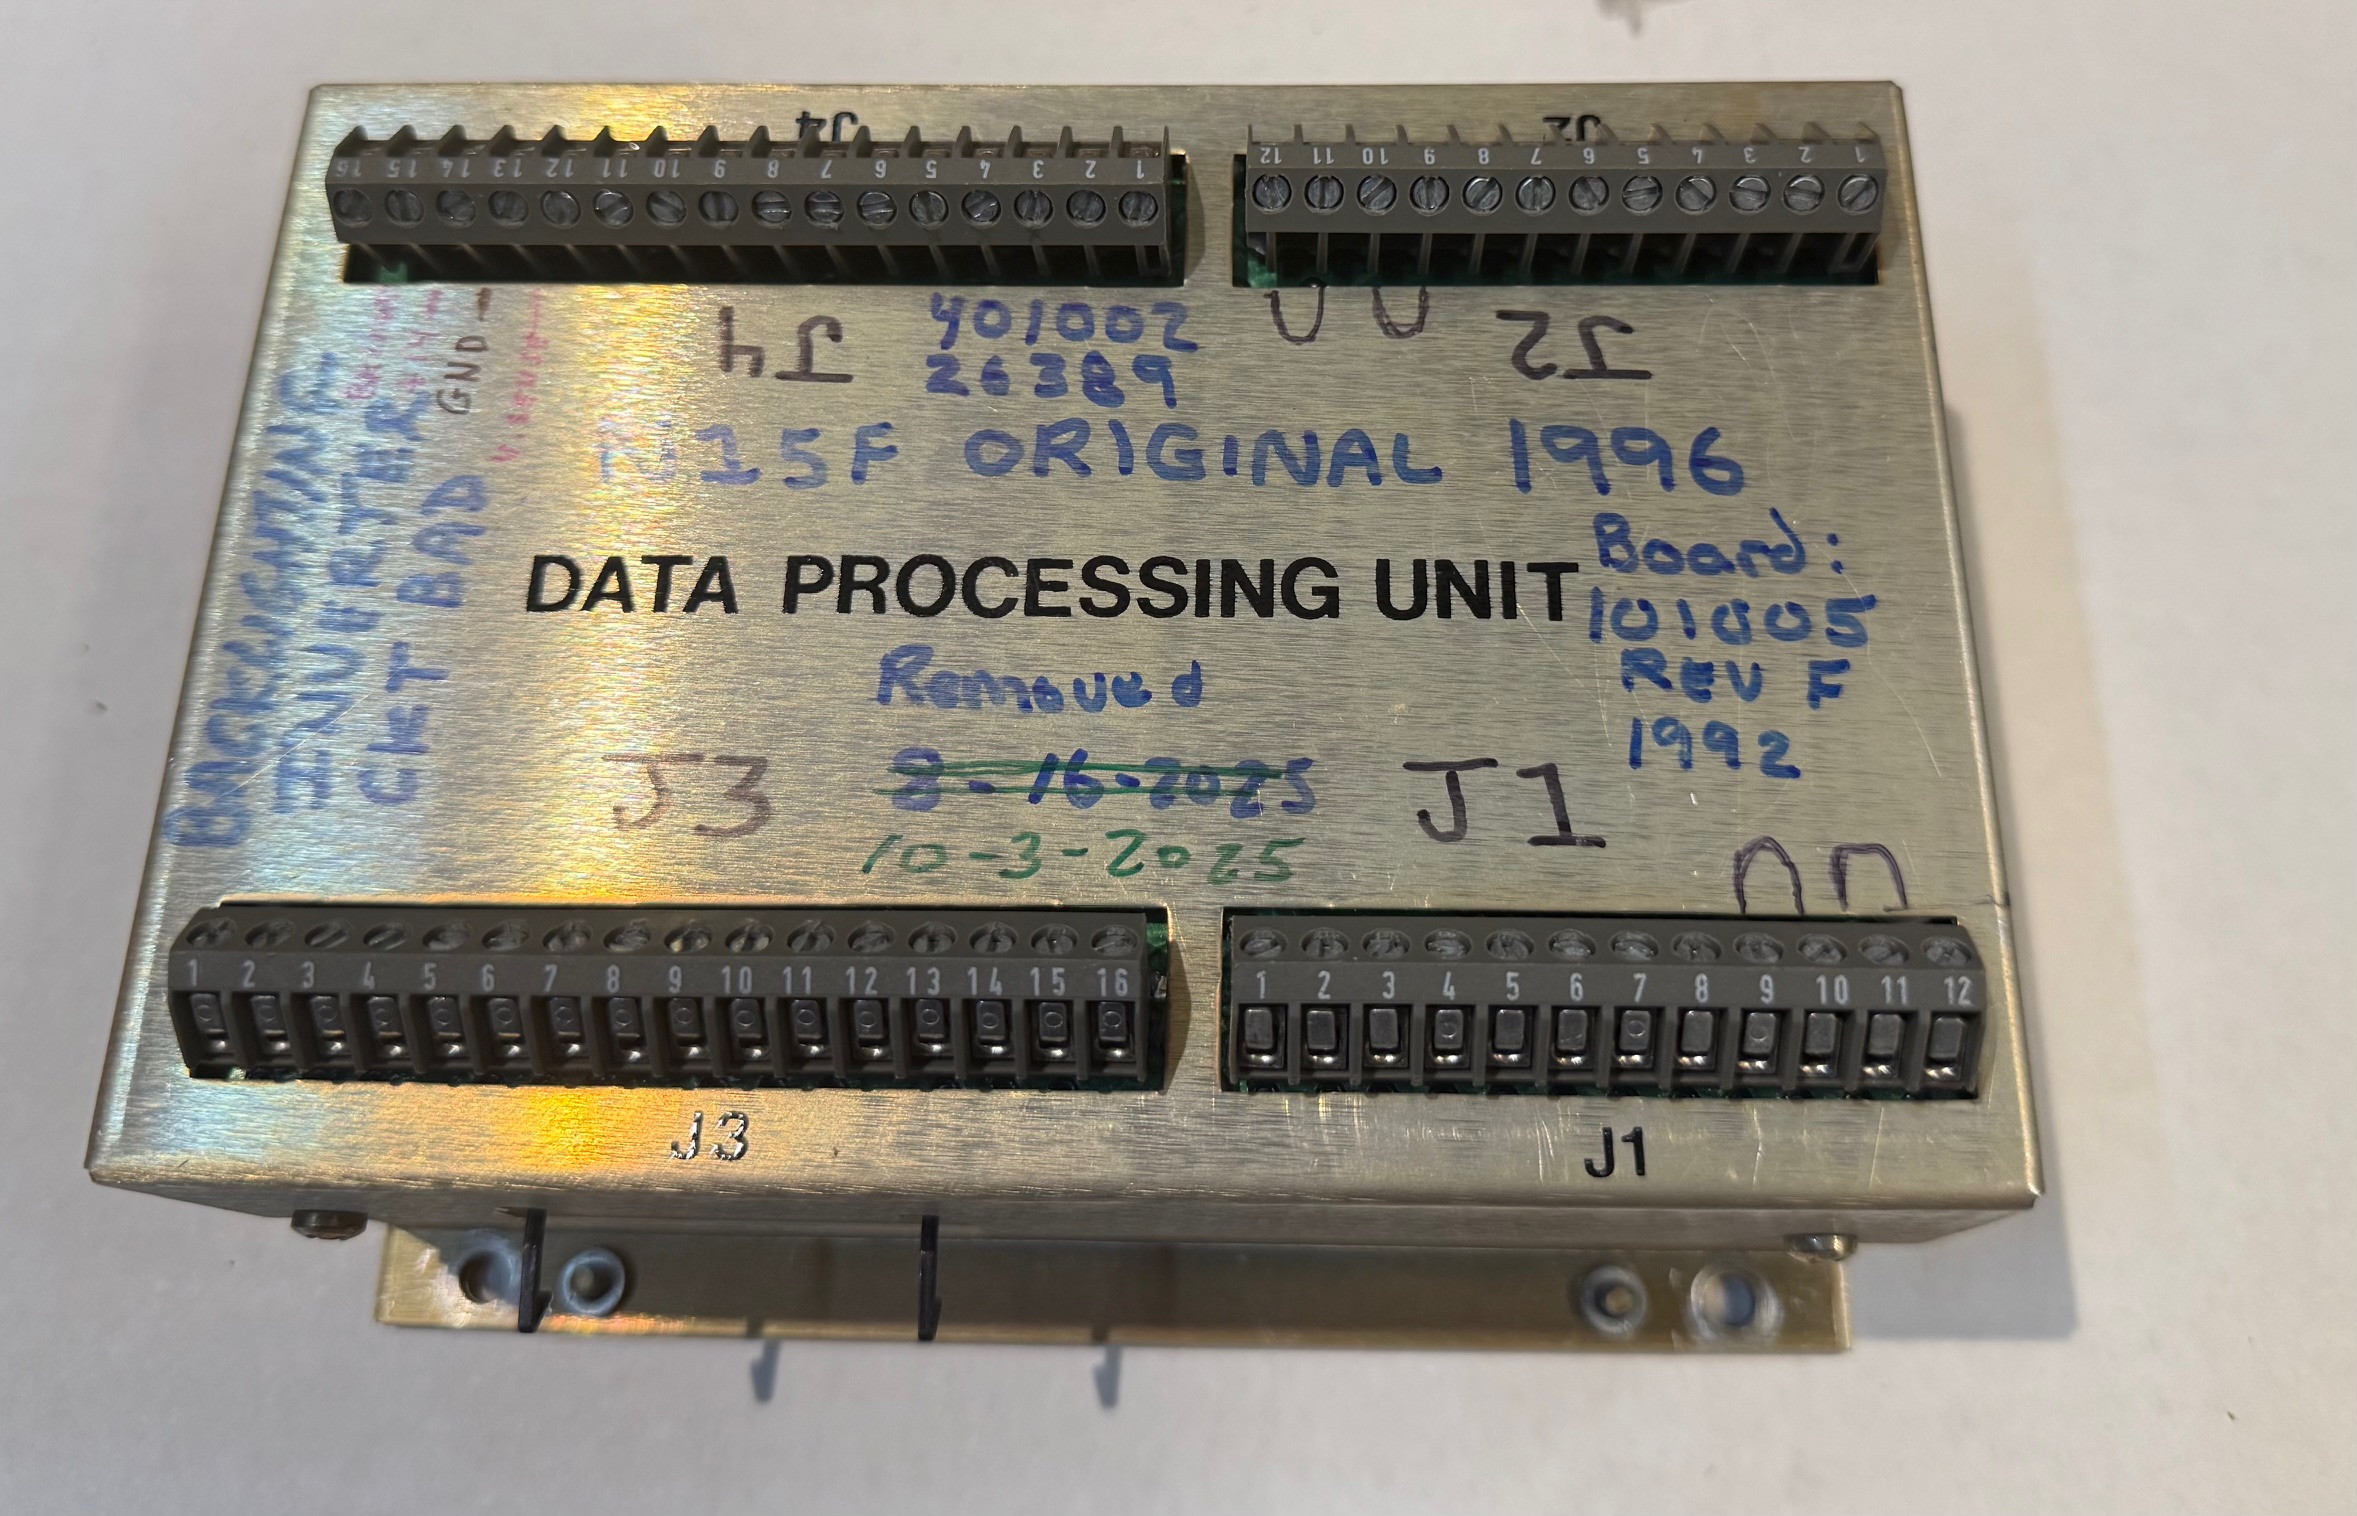 J4
J2
16 15 14 13 12 11 10 9 8 7 6 5 4 3 2 1
12 11 10 9 8 7 6 5 4 3 2 1
J4
401002
26389
J2
GND
15F ORIGINAL 1996
BACKLIGHTING
INVERTER
CKT BAD
DATA PROCESSING UNIT
Board:
101005
REV F
1992
Removed
8-16-2025
10-3-2025
J3
J1
1 2 3 4 5 6 7 8 9 10 11 12 13 14 15 16
1 2 3 4 5 6 7 8 9 10 11 12
J3
J1